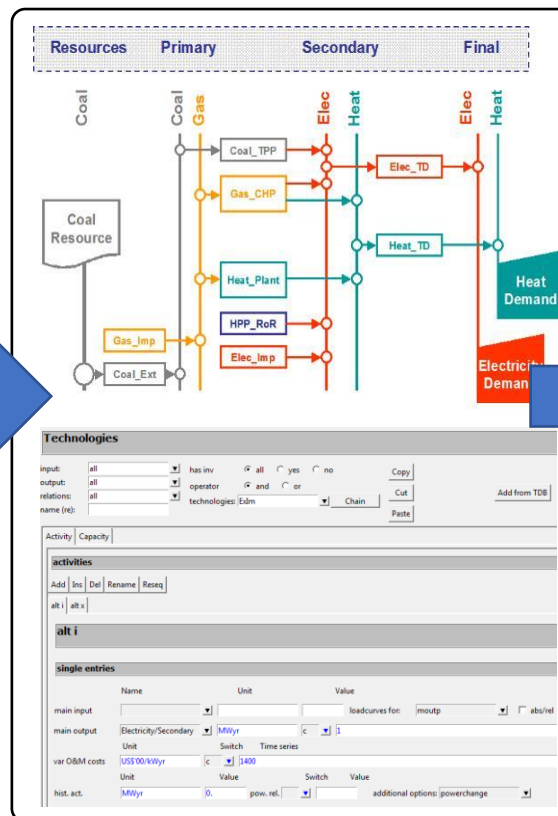 Resources Primary Secondary Final
Coal Coal Gas Elec Heat Elec Heat
Coal_TPP
Elec_TD
Gas_CHP
Coal
Resource
Heat_TD
Heat_Plant
Heat
Demand
HPP_RoR
Gas_Imp
Elec_Imp
Electricity
Deman
Coal_Ext
Technologies
input: all has inv all yes no Copy
output: all operator and or Cut Add from TDB
relations: all technologies: Exlm Chain
name (re): Paste
Activity Capacity
activities
Add Ins Del Rename Reseq
alt i alt x
alt i
single entries
Name Unit Value
main input loadcurves for: moutp abs/rel
main output Electricity/Secondary MWyr c 1
Unit Switch Time series
var O&M costs US$'00/kWyr c 1400
Unit Value Switch Value
hist. act. MWyr 0. pow. rel. additional options: powerchange